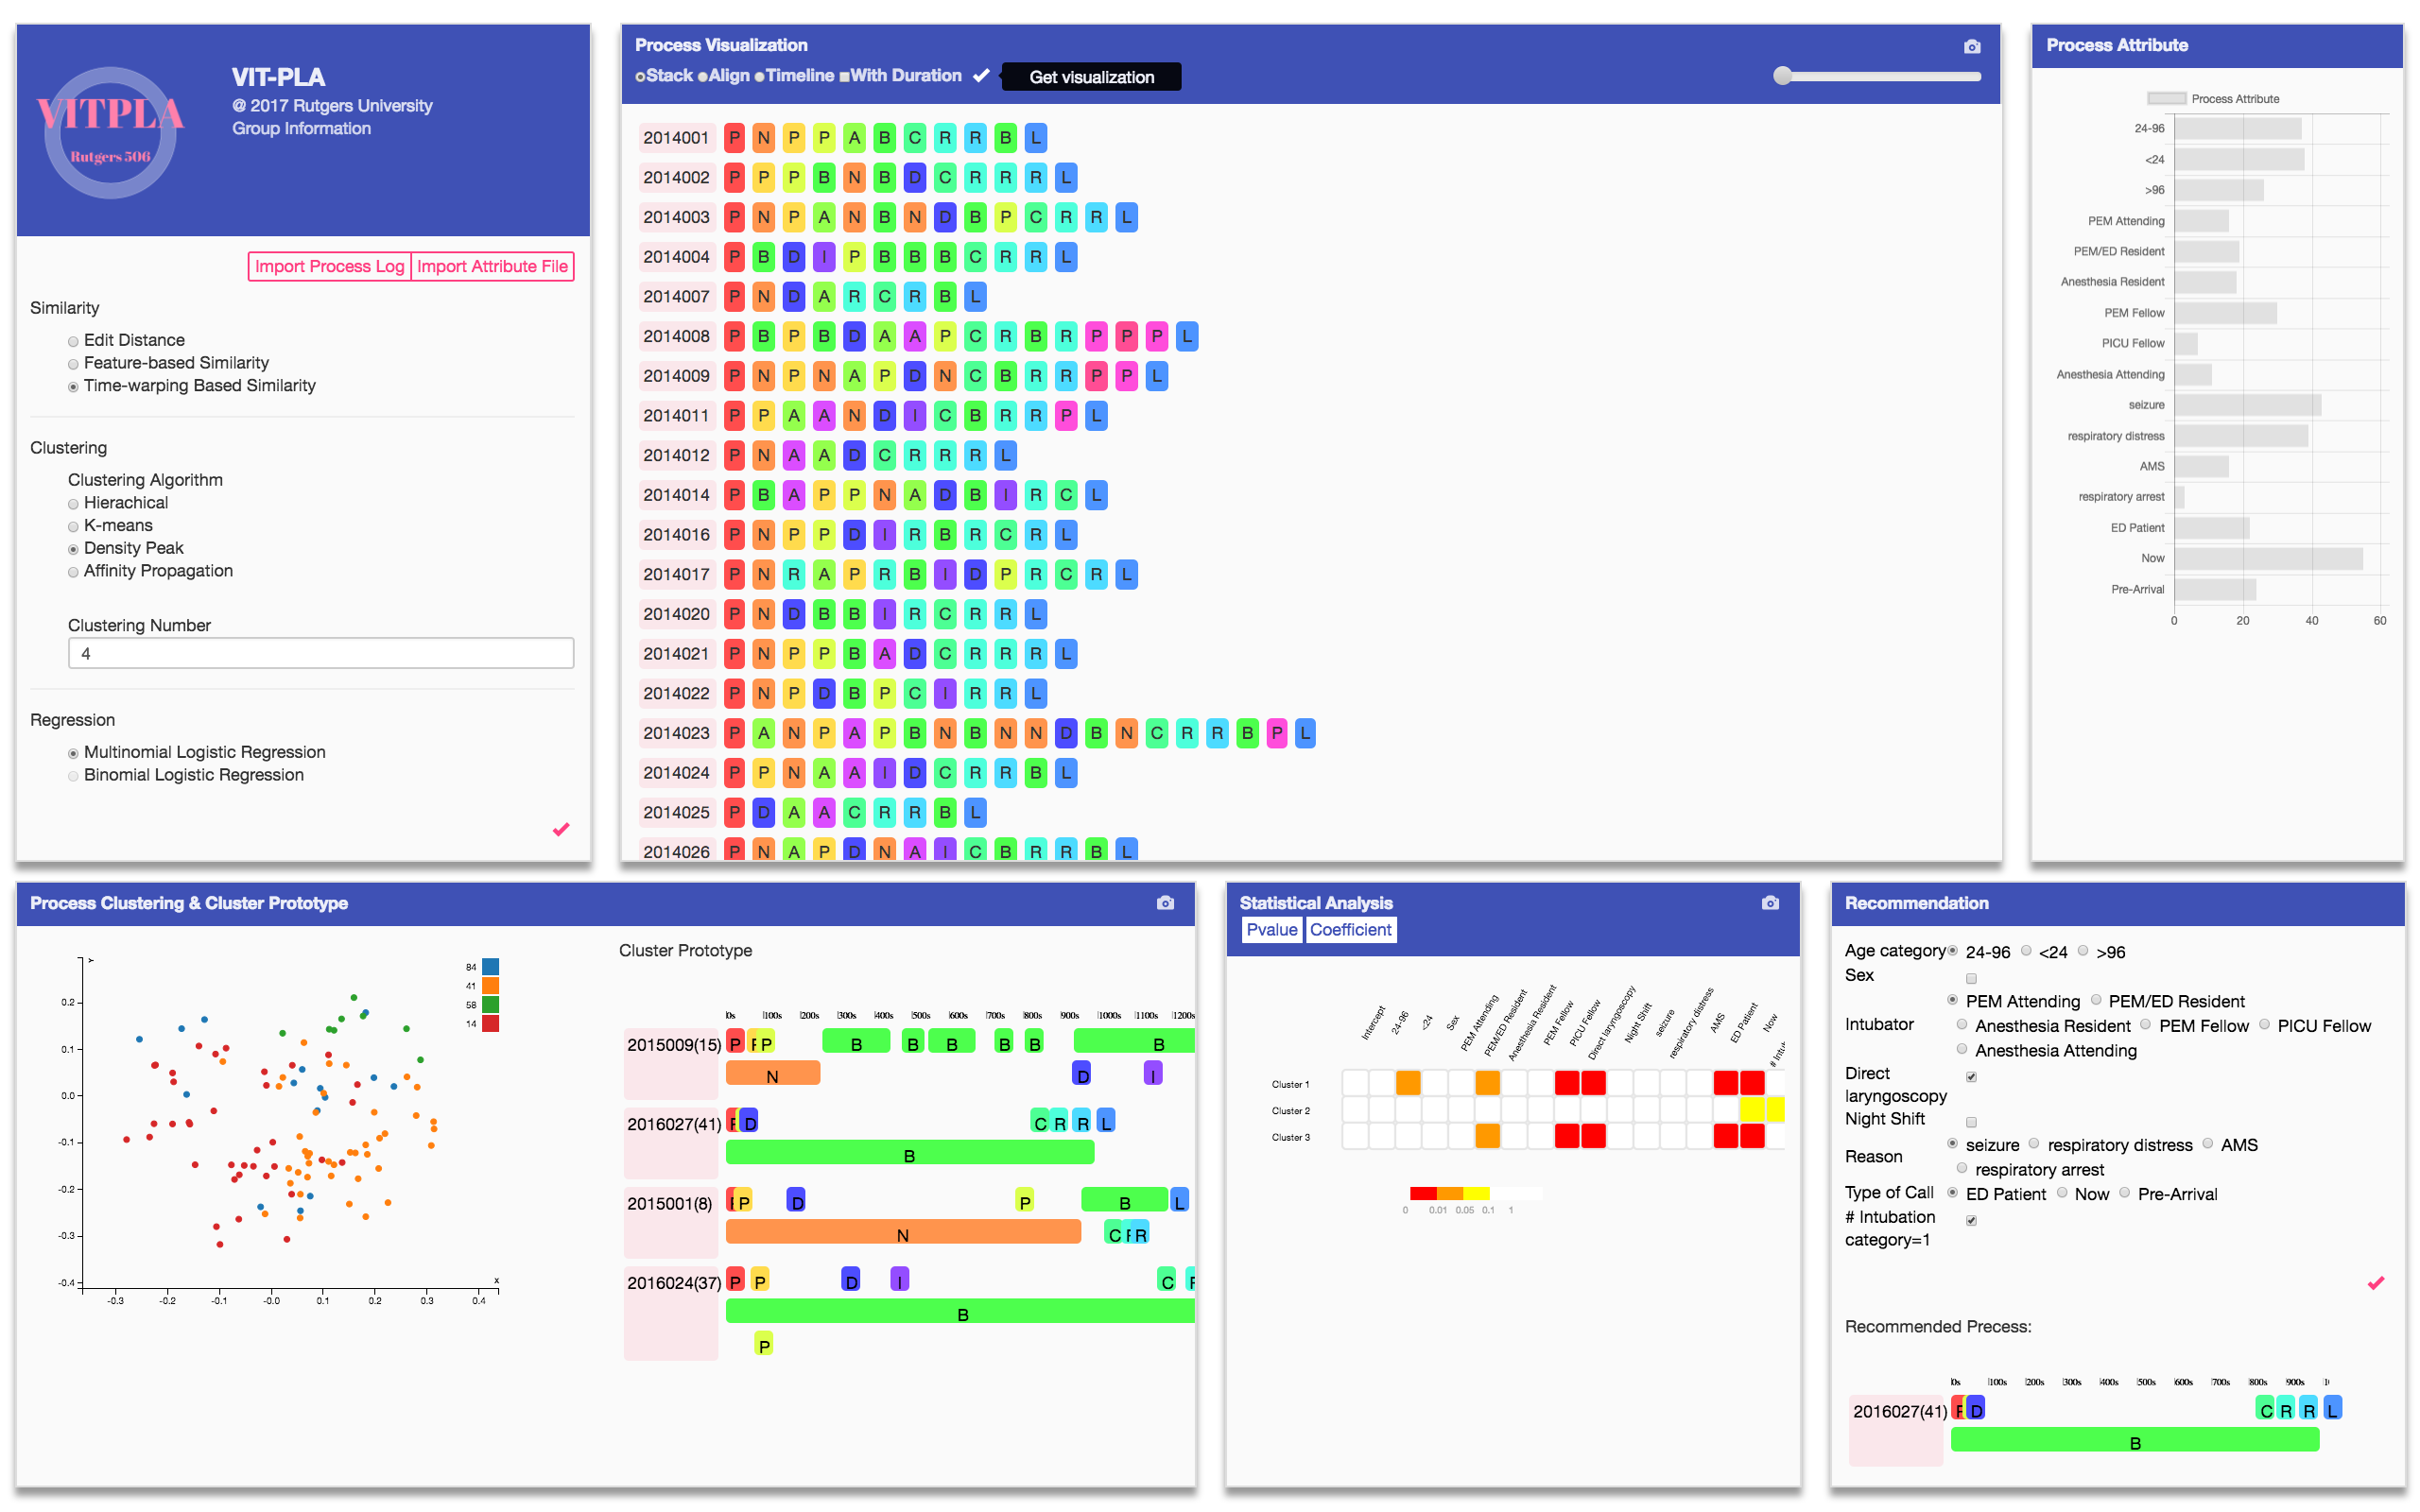 VITPLA
Rutgers 506
VIT-PLA
@ 2017 Rutgers University
Group Information
Import Process Log
Import Attribute File
Similarity
Edit Distance
Feature-based Similarity
Time-warping Based Similarity
Clustering
Clustering Algorithm
Hierachical
K-means
Density Peak
Affinity Propagation
Clustering Number
4
Regression
Multinomial Logistic Regression
Binomial Logistic Regression
Process Visualization
Stack Align Timeline With Duration
Get visualization
2014001 P N P P A B C R R B L
2014002 P P P B N B D C R R R L
2014003 P N P A N B N D B P C R R L
2014004 P B D I P B B B C R R L
2014007 P N D A R C R B L
2014008 P B P B D A A P C R B R P P P L
2014009 P N P N A P D N C B R R P P L
2014011 P P A A N D I C B R R P L
2014012 P N A A D C R R R L
2014014 P B A P P N A D B I R C L
2014016 P N P P D I R B R C R L
2014017 P N R A P R B I D P R C R L
2014020 P N D B B I R C R R L
2014021 P N P P B A D C R R R L
2014022 P N P D B P C I R R L
2014023 P A N P A P B N B N N D B N C R R B P L
2014024 P P N A A I D C R R B L
2014025 P D A A C R R B L
2014026 P N A P D N A I C B R R B L
Process Attribute
Process Attribute
24-96
<24
>96
PEM Attending
PEM/ED Resident
Anesthesia Resident
PEM Fellow
PICU Fellow
Anesthesia Attending
seizure
respiratory distress
AMS
respiratory arrest
ED Patient
Now
Pre-Arrival
0 20 40 60
Process Clustering & Cluster Prototype
Y
84
41
58
14
0.2
0.1
0.0
-0.1
-0.2
-0.3
-0.4
X
-0.3 -0.2 -0.1 -0.0 0.1 0.2 0.3 0.4
Cluster Prototype
0s 100s 200s 300s 400s 500s 600s 700s 800s 900s 1000s 1100s 1200s
2015009(15) P P P B B B B B B
N D I
2016027(41) P D C R R L
B
2015001(8) P P D P B L
N C R R
2016024(37) P P D I C R
B
P
Statistical Analysis
Pvalue Coefficient
Intercept
24-96
<24
Sex
PEM Attending
PEM/ED Resident
Anesthesia Resident
PEM Fellow
PICU Fellow
Direct laryngoscopy
Night Shift
seizure
respiratory distress
AMS
ED Patient
Now
# Intu
Cluster 1
Cluster 2
Cluster 3
0 0.01 0.05 0.1 1
Recommendation
Age category 24-96 <24 >96
Sex
PEM Attending PEM/ED Resident
Intubator Anesthesia Resident PEM Fellow PICU Fellow
Anesthesia Attending
Direct
laryngoscopy
Night Shift
seizure respiratory distress AMS
Reason
respiratory arrest
Type of Call ED Patient Now Pre-Arrival
# Intubation
category=1
Recommended Precess:
0s 100s 200s 300s 400s 500s 600s 700s 800s 900s
2016027(41) P D C R R L
B